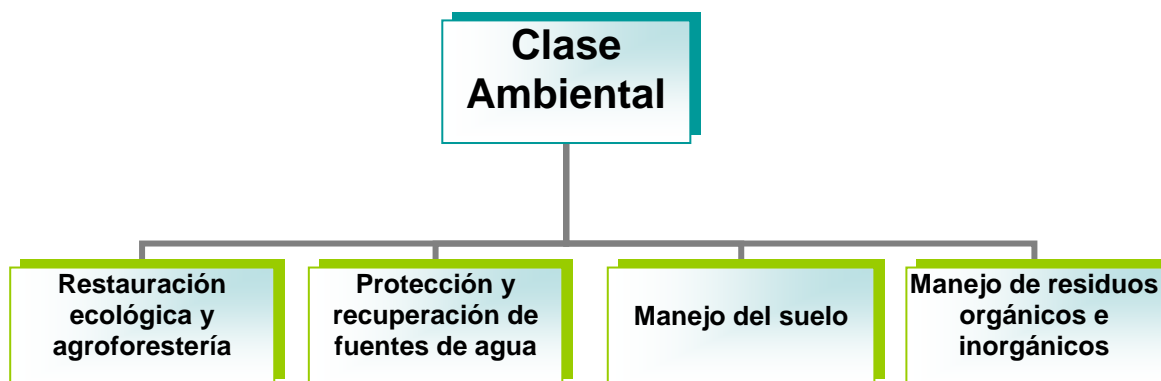 Clase
Ambiental
Restauración
ecológica y
agroforestería
Protección y
recuperación de
fuentes de agua
Manejo del suelo
Manejo de residuos
orgánicos e
inorgánicos